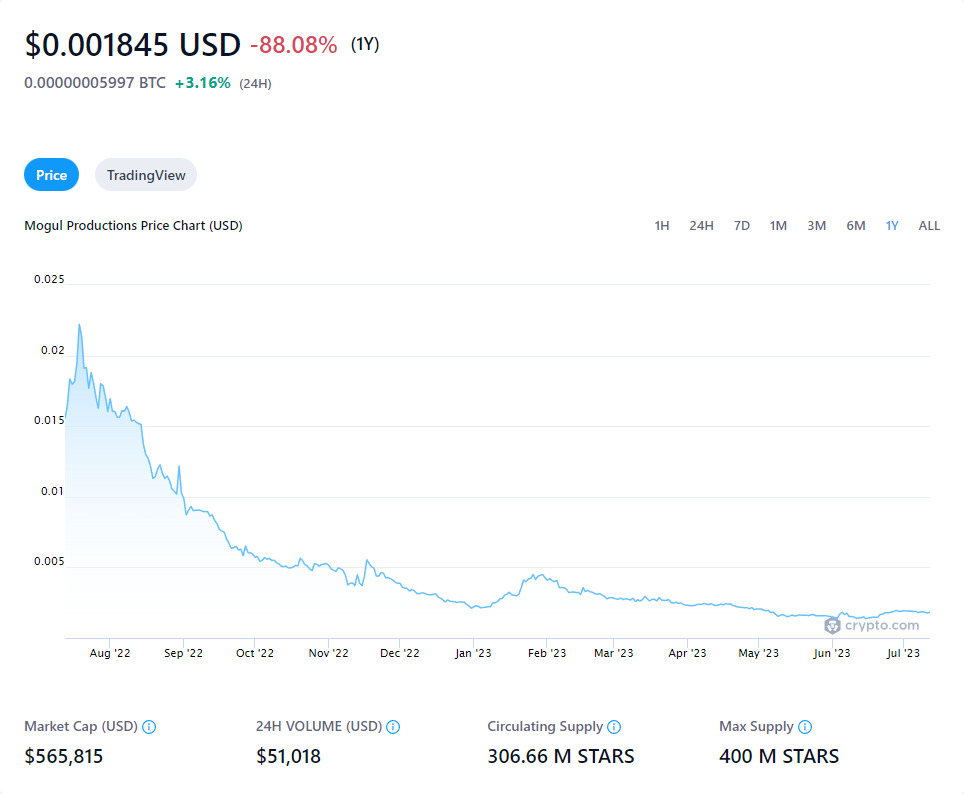 $0.001845 USD -88.08% (1Y)
0.00000005997 BTC +3.16% (24H)
Price TradingView
Mogul Productions Price Chart (USD) 1H 24H 7D 1M 3M 6M 1Y ALL
0.025
0.02
0.015
0.01
0.005
crypto.com
Aug '22 Sep '22 Oct '22 Nov '22 Dec '22 Jan '23 Feb '23 Mar '23 Apr '23 May '23 Jun '23 Jul '23
Market Cap (USD) 24H VOLUME (USD) Circulating Supply Max Supply
$565,815 $51,018 306.66 M STARS 400 M STARS